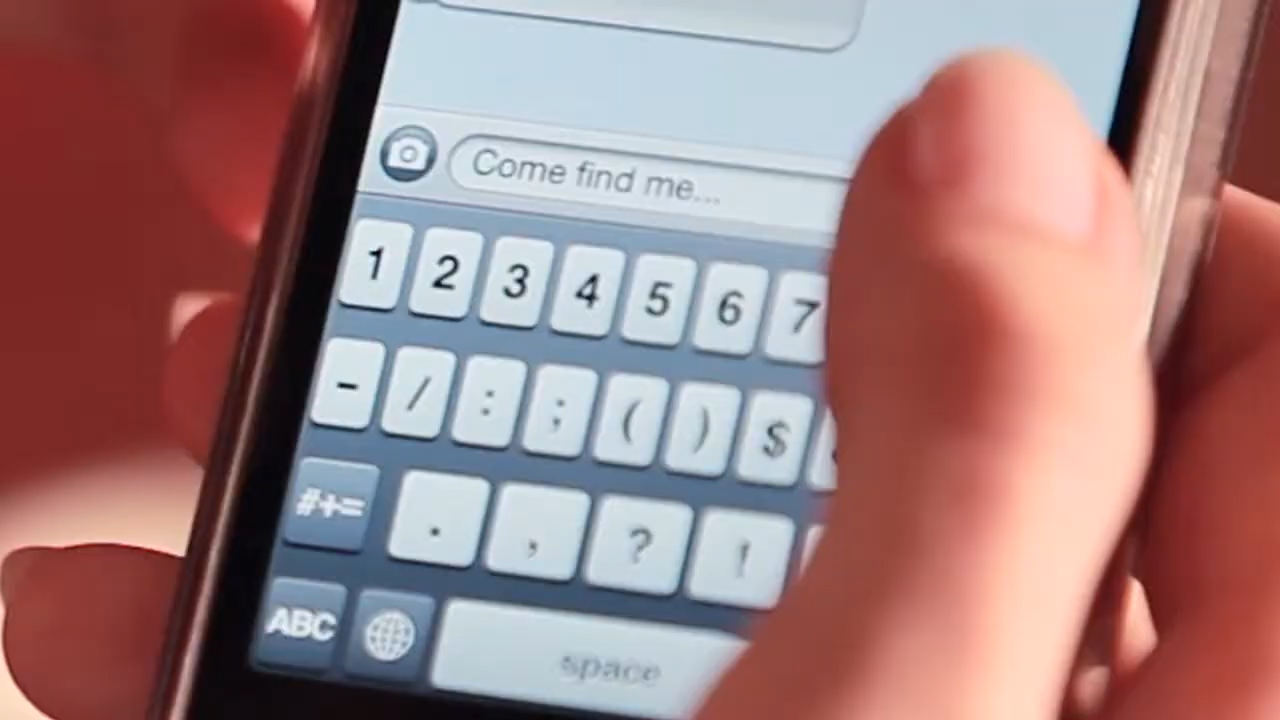 Come find me...
1 2 3 4 5 6 7
- / : ; ( ) $
#+= . , ? !
ABC space